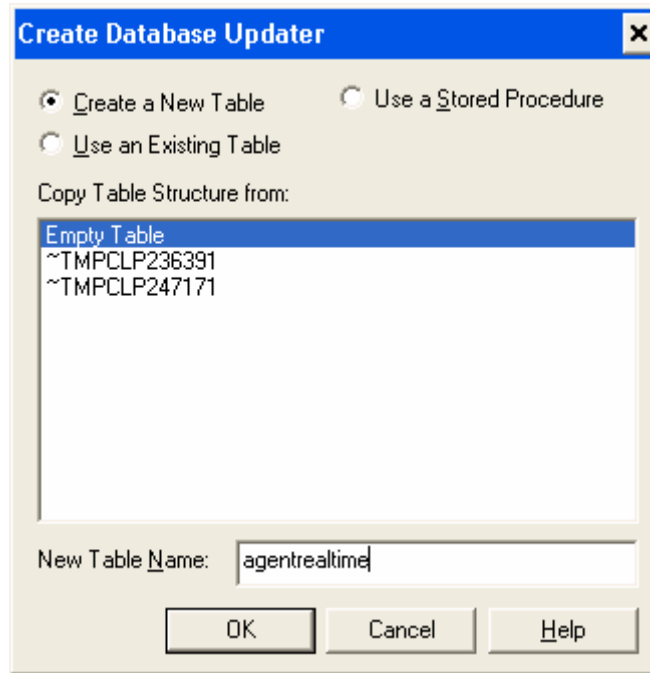 Create Database Updater
Create a New Table
Use a Stored Procedure
Use an Existing Table
Copy Table Structure from:
Empty Table
~TMPCLP236391
~TMPCLP247171
New Table Name: agentrealtime
OK Cancel Help